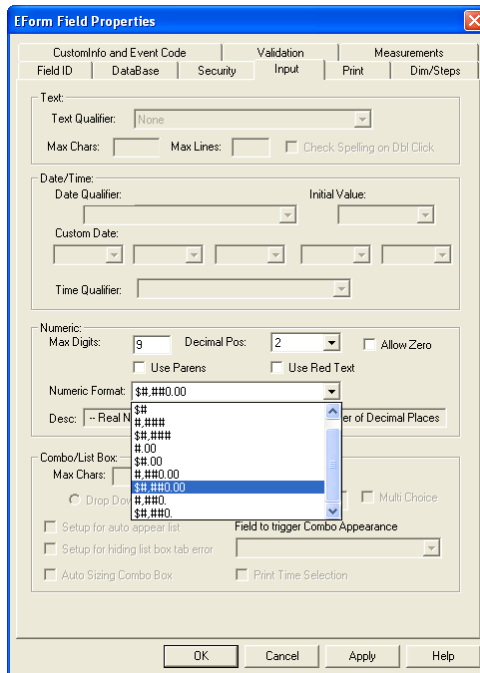 EForm Field Properties
CustomInfo and Event Code Validation Measurements
Field ID DataBase Security Input Print Dim/Steps
Text:
Text Qualifier: None
Max Chars: Max Lines: Check Spelling on Dbl Click
Date/Time:
Date Qualifier: Initial Value:
Custom Date:
Time Qualifier:
Numeric:
Max Digits: 9 Decimal Pos: 2 Allow Zero
Use Parens Use Red Text
Numeric Format: $#,##0.00
Desc: -- Real N er of Decimal Places
$#
#,###
$#,###
#.00
$#.00
#,##0.00
$#,##0.00
#,##0.
$#,##0.
Combo/List Box:
Max Chars:
Drop Dow Multi Choice
Setup for auto appear list Field to trigger Combo Appearance
Setup for hiding list box tab error
Auto Sizing Combo Box Print Time Selection
OK Cancel Apply Help